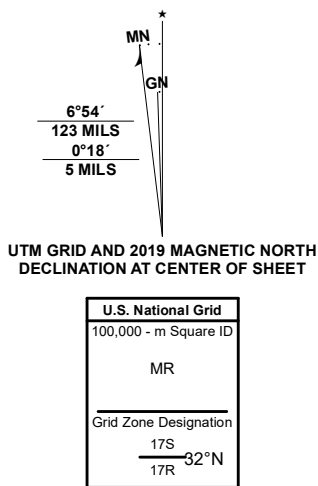 ★
MN
GN
6°54´
123 MILS
0°18´
5 MILS
UTM GRID AND 2019 MAGNETIC NORTH
DECLINATION AT CENTER OF SHEET
U.S. National Grid
100,000 - m Square ID
MR
Grid Zone Designation
17S
32°N
17R